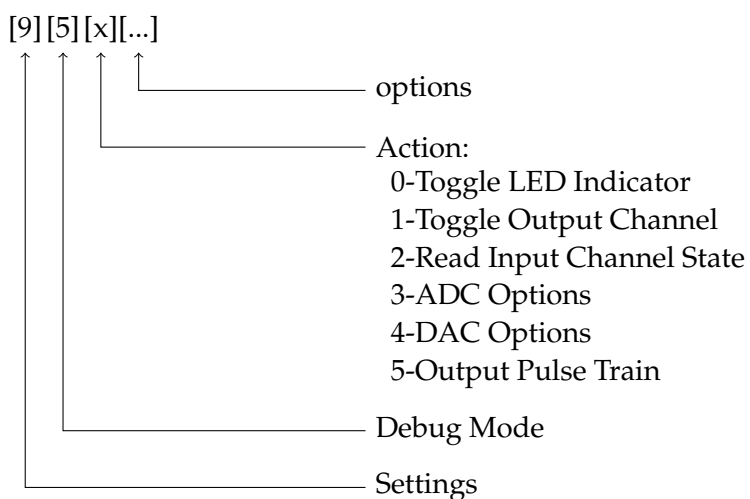 [9][5][x][...]
options
Action:
0-Toggle LED Indicator
1-Toggle Output Channel
2-Read Input Channel State
3-ADC Options
4-DAC Options
5-Output Pulse Train
Debug Mode
Settings